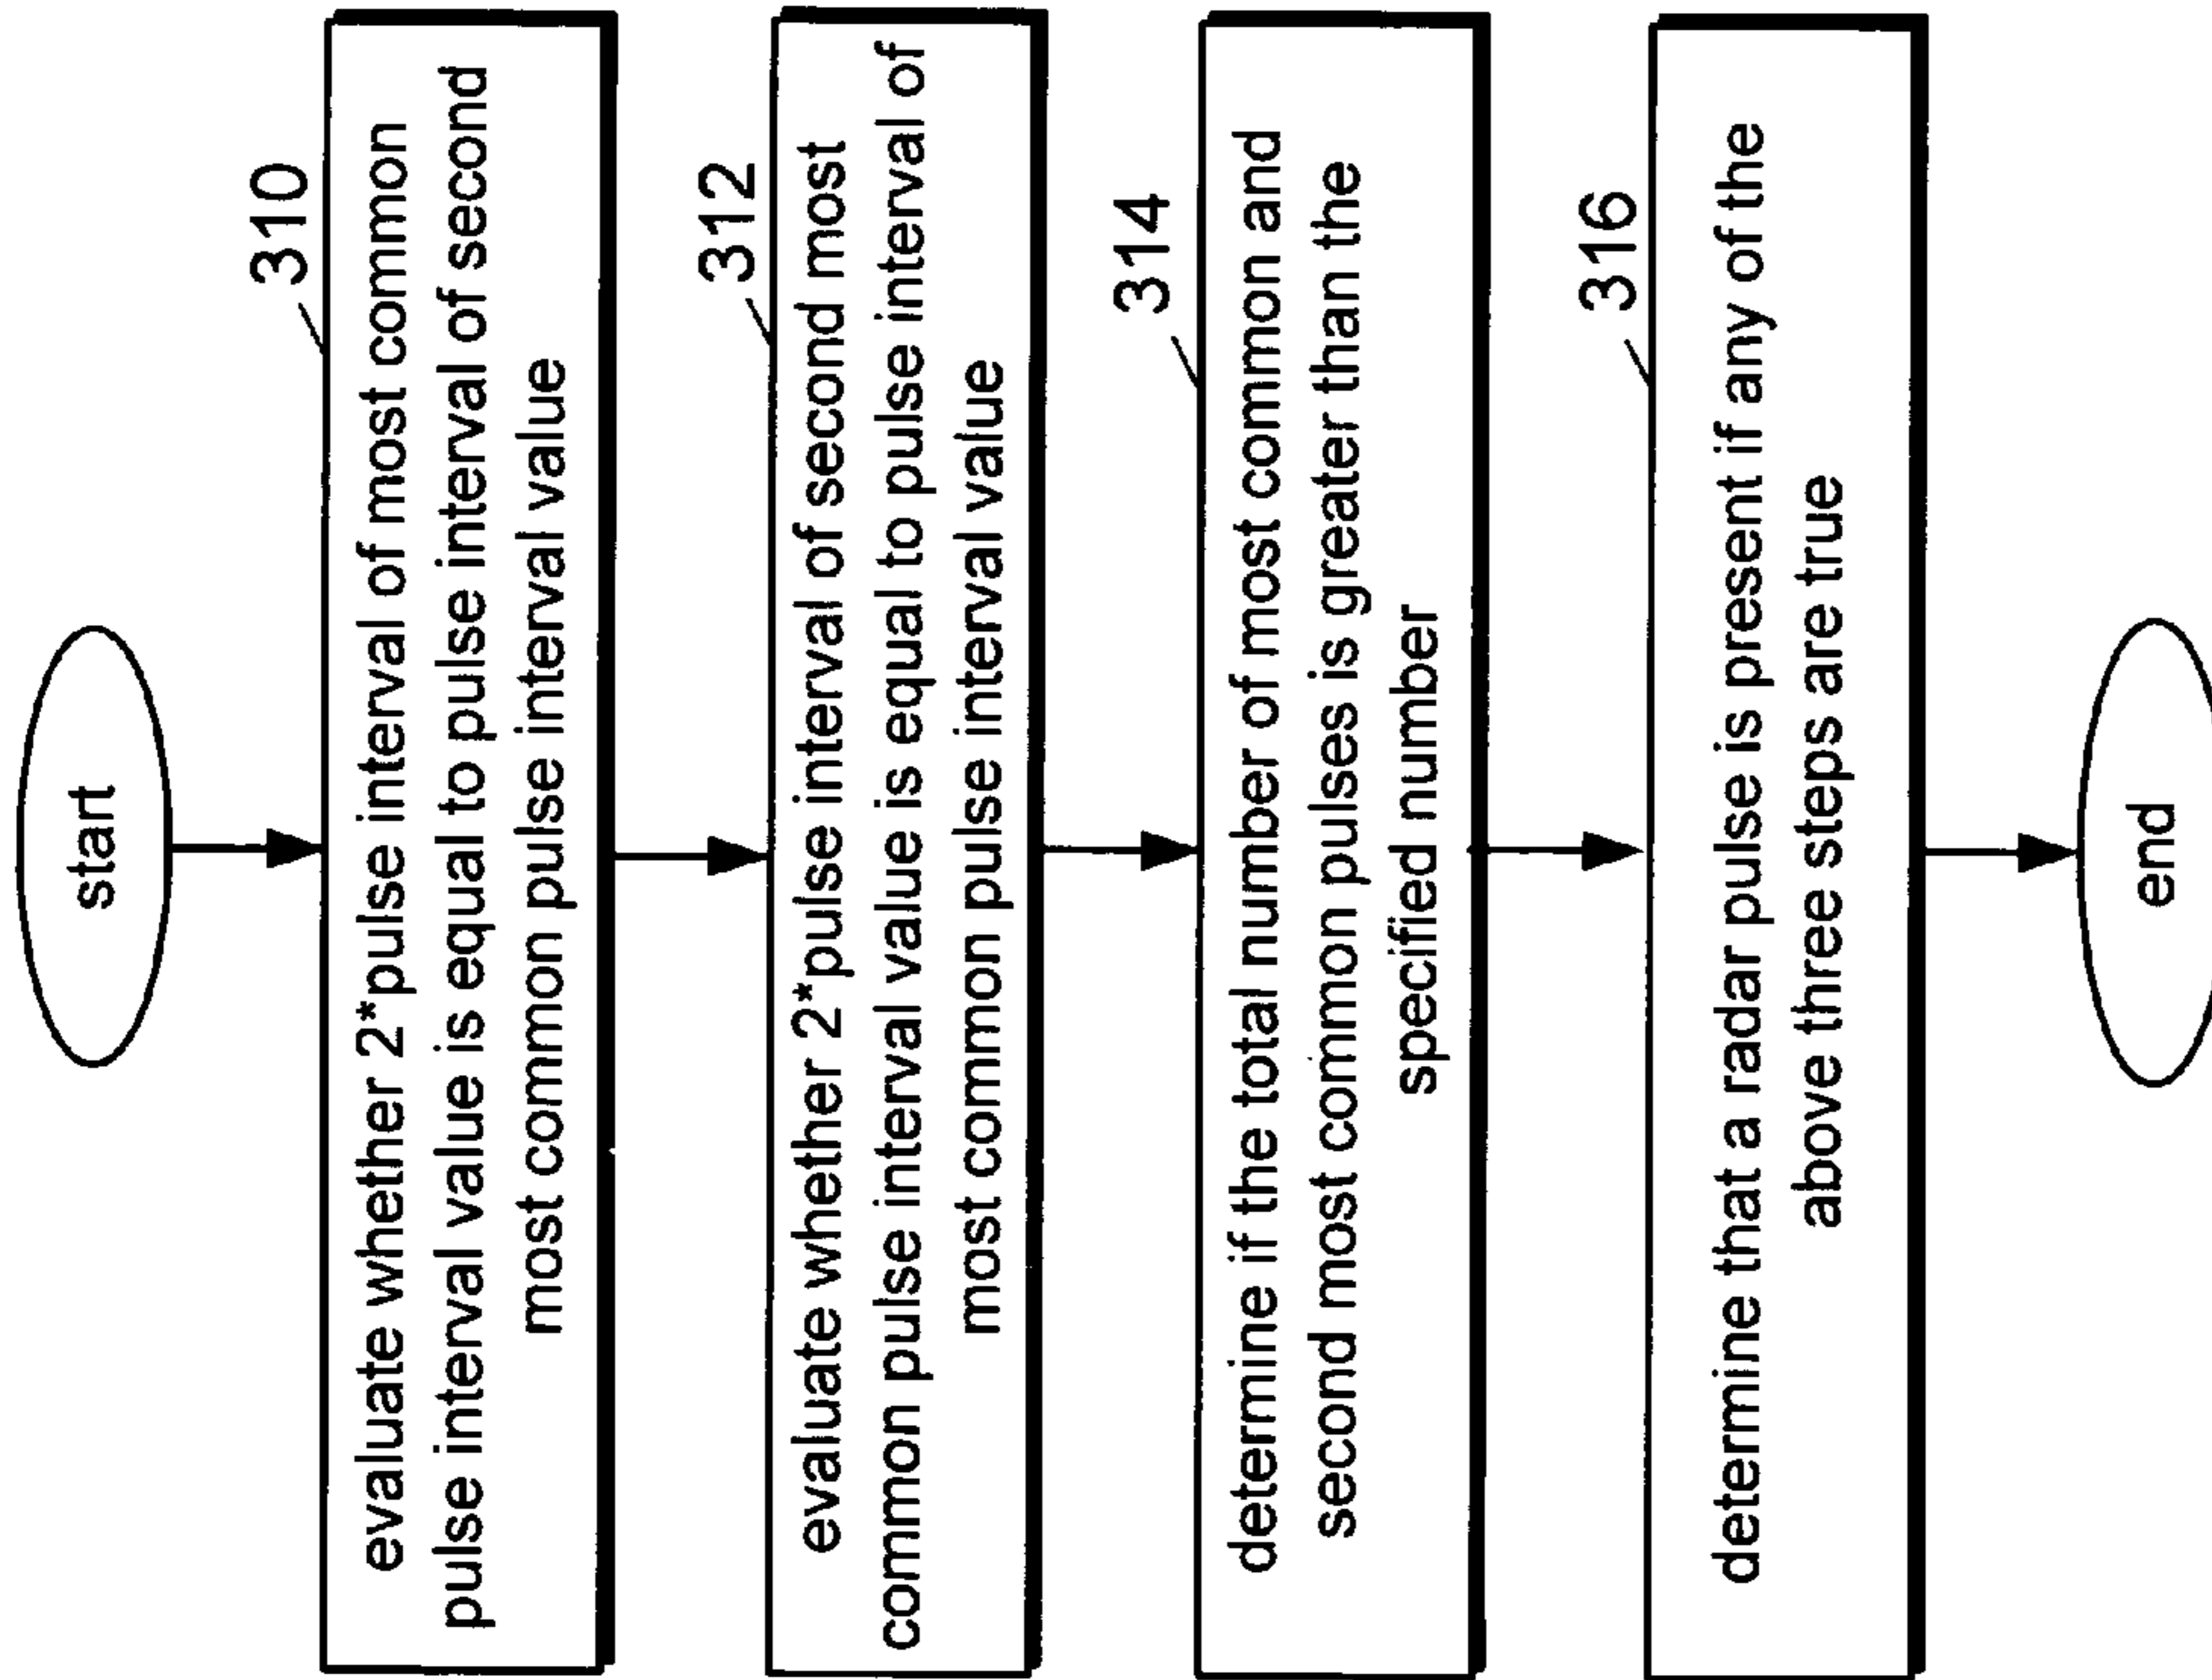 start
310
evaluate whether 2*pulse interval of most common
pulse interval value is equal to pulse interval of second
most common pulse interval value
312
evaluate whether 2*pulse interval of second most
common pulse interval value is equal to pulse interval of
most common pulse interval value
314
determine if the total number of most common and
second most common pulses is greater than the
specified number
316
determine that a radar pulse is present if any of the
above three steps are true
end